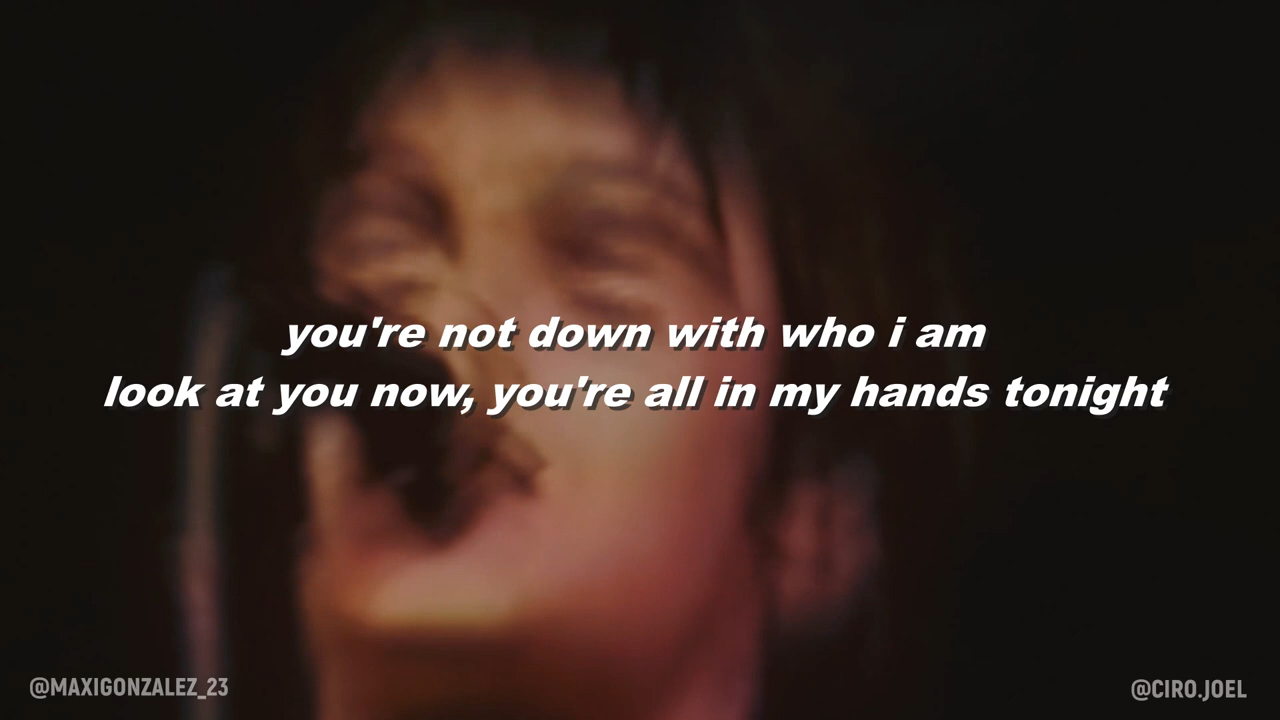 you're not down with who i am
look at you now, you're all in my hands tonight
@MAXIGONZALEZ_23
@CIRO.JOEL